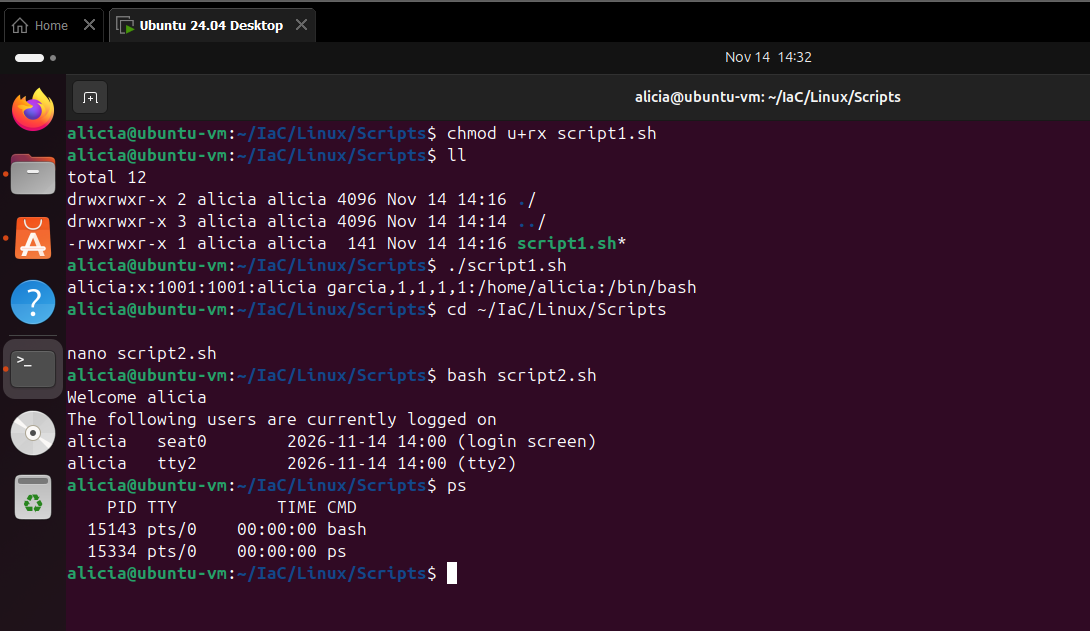 Home
Ubuntu 24.04 Desktop
Nov 14 14:32
alicia@ubuntu-vm: ~/IaC/Linux/Scripts
alicia@ubuntu-vm:~/IaC/Linux/Scripts$ chmod u+rx script1.sh
alicia@ubuntu-vm:~/IaC/Linux/Scripts$ ll
total 12
drwxrwxr-x 2 alicia alicia 4096 Nov 14 14:16 ./
drwxrwxr-x 3 alicia alicia 4096 Nov 14 14:14 ../
-rwxrwxr-x 1 alicia alicia  141 Nov 14 14:16 script1.sh*
alicia@ubuntu-vm:~/IaC/Linux/Scripts$ ./script1.sh
alicia:x:1001:1001:alicia garcia,1,1,1,1:/home/alicia:/bin/bash
alicia@ubuntu-vm:~/IaC/Linux/Scripts$ cd ~/IaC/Linux/Scripts
nano script2.sh
alicia@ubuntu-vm:~/IaC/Linux/Scripts$ bash script2.sh
Welcome alicia
The following users are currently logged on
alicia   seat0        2026-11-14 14:00 (login screen)
alicia   tty2         2026-11-14 14:00 (tty2)
alicia@ubuntu-vm:~/IaC/Linux/Scripts$ ps
    PID TTY          TIME CMD
  15143 pts/0    00:00:00 bash
  15334 pts/0    00:00:00 ps
alicia@ubuntu-vm:~/IaC/Linux/Scripts$